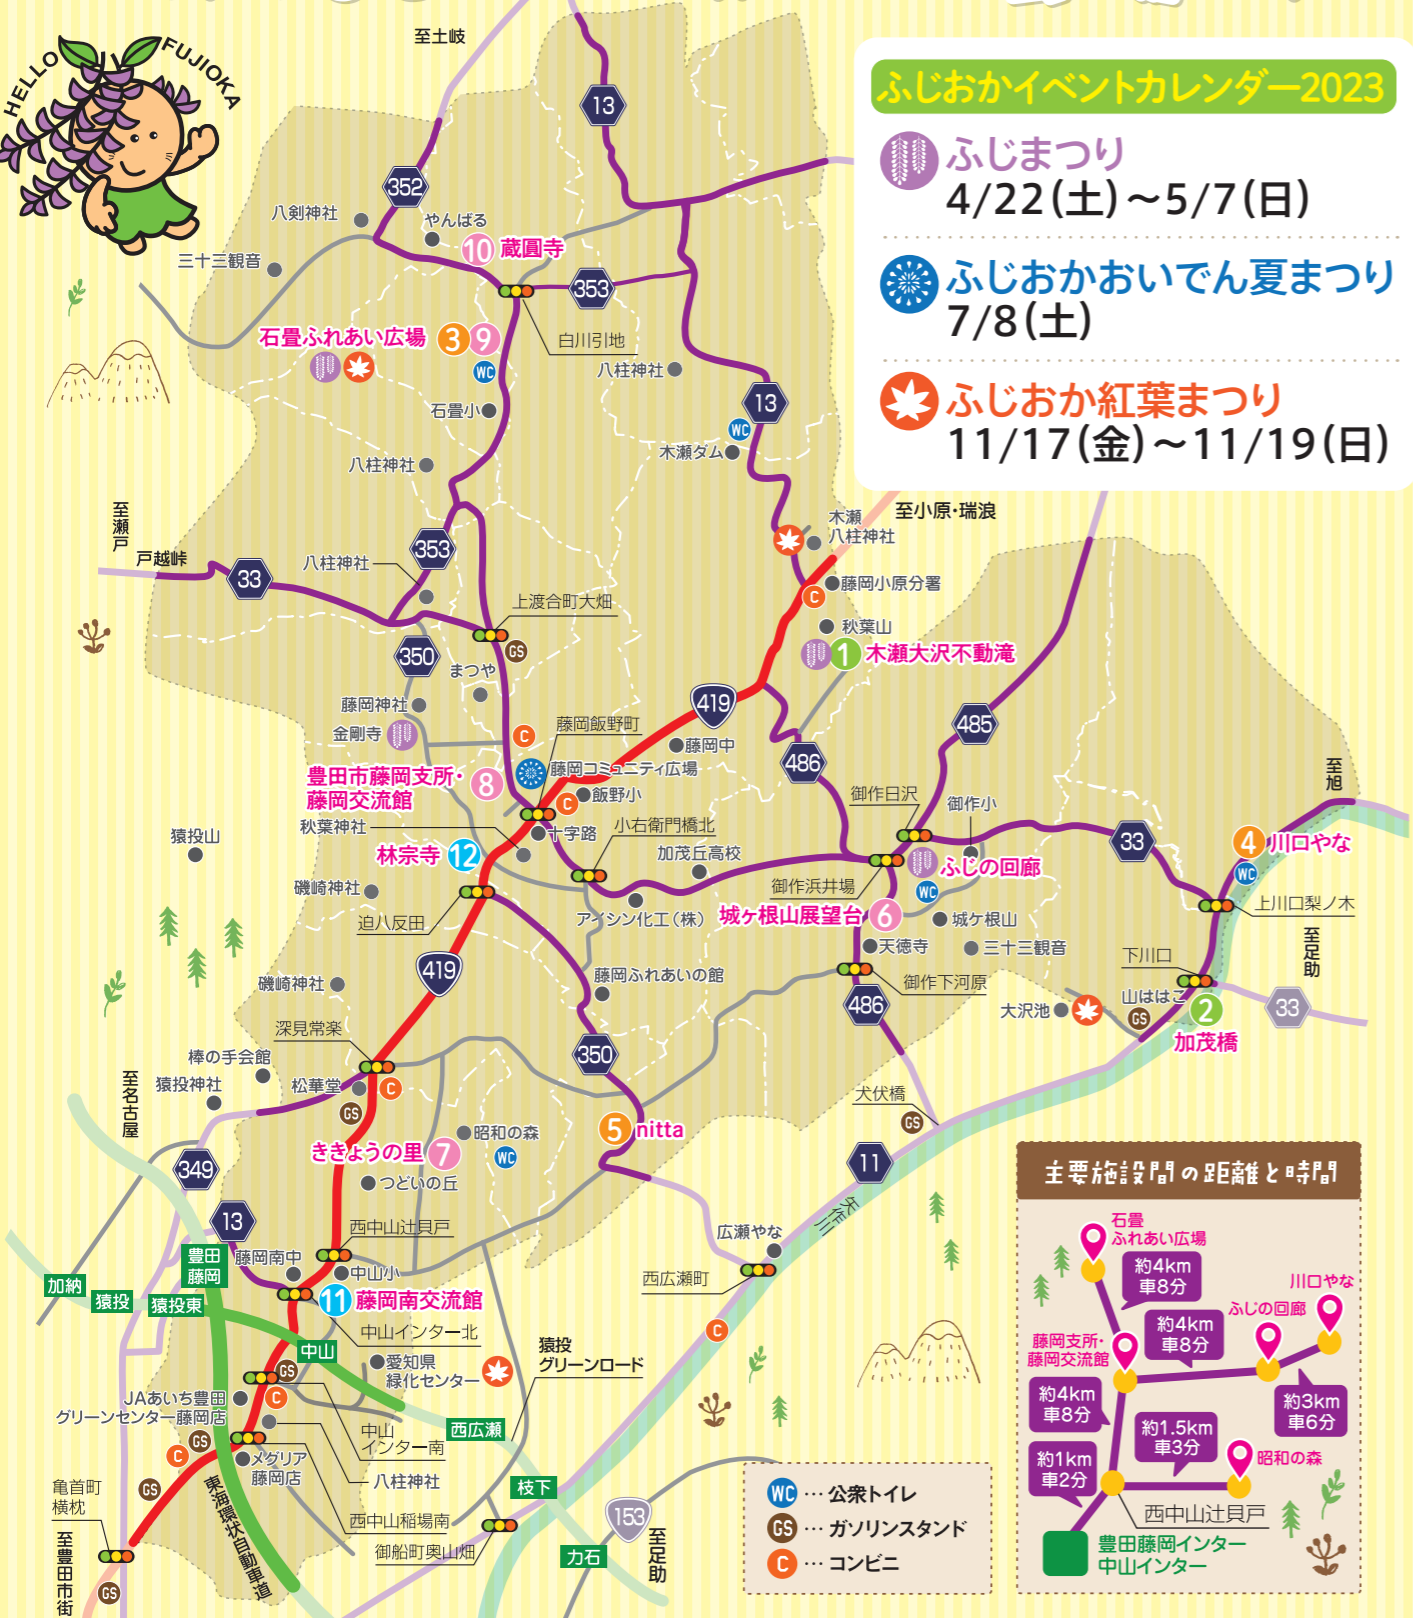 HELLO FUJIOKA
ふじおかイベントカレンダー2023
ふじまつり
4/22(土)～5/7(日)
ふじおかおいでん夏まつり
7/8(土)
ふじおか紅葉まつり
11/17(金)～11/19(日)
至土岐
13
352
八剣神社
やんばる
三十三観音
10 蔵圓寺
353
石畳ふれあい広場
3 9
WC
白川引地
八柱神社
石畳小
13
WC
木瀬ダム
八柱神社
至瀬戸
戸越峠
33
353
八柱神社
至小原・瑞浪
木瀬
八柱神社
藤岡小原分署
C
上渡合町大畑
GS
秋葉山
1 木瀬大沢不動滝
350
まつや
藤岡神社
金剛寺
419
485
藤岡飯野町
C
藤岡中
486
豊田市藤岡支所・
藤岡交流館
8
藤岡コミュニティ広場
C
飯野小
御作日沢
御作小
至旭
猿投山
秋葉神社
十字路
小右衛門橋北
33
4 川口やな
WC
林宗寺 12
加茂丘高校
ふじの回廊
WC
磯崎神社
御作浜井場
上川口梨ノ木
迫八反田
アイシン化工(株)
城ヶ根山展望台 6
城ケ根山
至足助
天徳寺
三十三観音
下川口
419
磯崎神社
藤岡ふれあいの館
御作下河原
486
大沢池
山ははこ
GS
2
加茂橋
33
深見常楽
棒の手会館
猿投神社
松華堂
C
GS
350
至名古屋
犬伏橋
GS
5 nitta
昭和の森
WC
ききょうの里 7
つどいの丘
349
11
矢作川
13
西中山辻貝戸
広瀬やな
豊田
藤岡
藤岡南中
中山小
西広瀬町
加納
猿投
猿投東
11 藤岡南交流館
中山インター北
C
中山
猿投
グリーンロード
愛知県
緑化センター
GS
JAあいち豊田
グリーンセンター藤岡店
C
GS
C
中山
インター南
西広瀬
メグリア
藤岡店
八柱神社
亀首町
横枕
GS
東海環状自動車道
西中山稲場南
枝下
153
至足助
御船町奥山畑
力石
至豊田市街
GS
WC … 公衆トイレ
GS … ガソリンスタンド
C … コンビニ
主要施設間の距離と時間
石畳
ふれあい広場
約4km
車8分
川口やな
ふじの回廊
約4km
車8分
藤岡支所・
藤岡交流館
約4km
車8分
約3km
車6分
約1.5km
車3分
約1km
車2分
昭和の森
西中山辻貝戸
豊田藤岡インター
中山インター